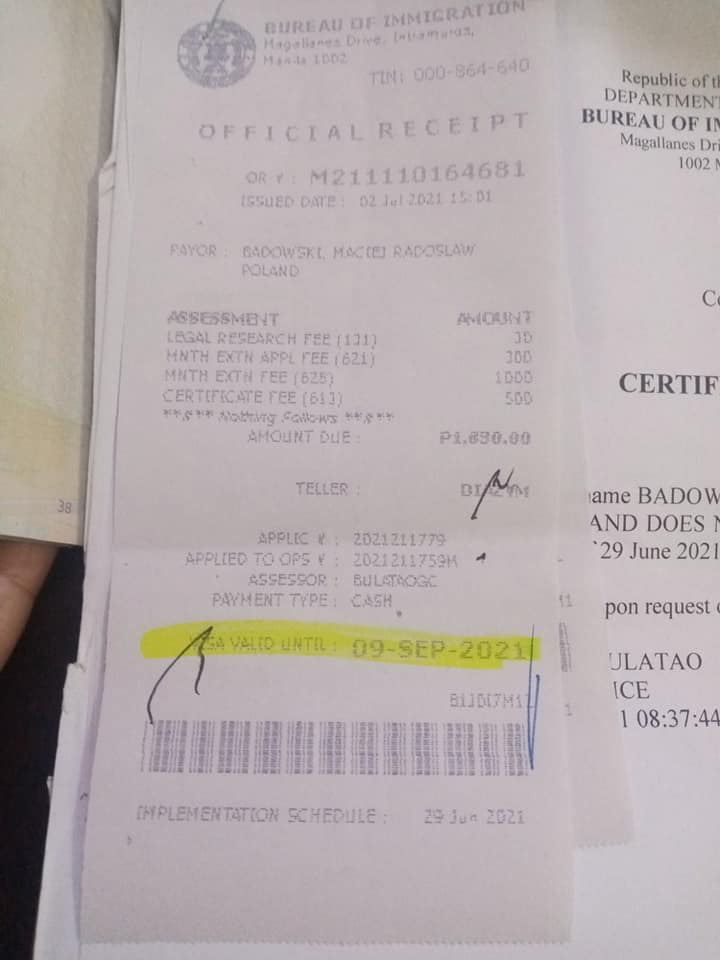 BUREAU OF IMMIGRATION
Magallanes Drive, Intramuros,
Manila 1002
TIN: 000-864-640
OFFICIAL RECEIPT
OR # : M211110164681
ISSUED DATE : 02 Jul 2021 15:01
PAYOR : BADOWSKI, MACIEJ RADOSLAW
POLAND
ASSESSMENT AMOUNT
LEGAL RESEARCH FEE (131) 30
MNTH EXTN APPL FEE (621) 300
MNTH EXTN FEE (625) 1000
CERTIFICATE FEE (613) 500
***** Nothing Follows *****
AMOUNT DUE : P1,830.00
TELLER :
APPLIC # : 2021211779
APPLIED TO OPS # : 2021211759M
ASSESSOR : BULATAOGC
PAYMENT TYPE : CASH
VISA VALID UNTIL : 09-SEP-2021
IMPLEMENTATION SCHEDULE : 29 Jun 2021
38
Republic of th
DEPARTMENT
BUREAU OF IM
Magallanes Dri
1002 M
Co
CERTIF
name BADOW
AND DOES N
29 June 2021
pon request o
ULATAO
ICE
1 08:37:44